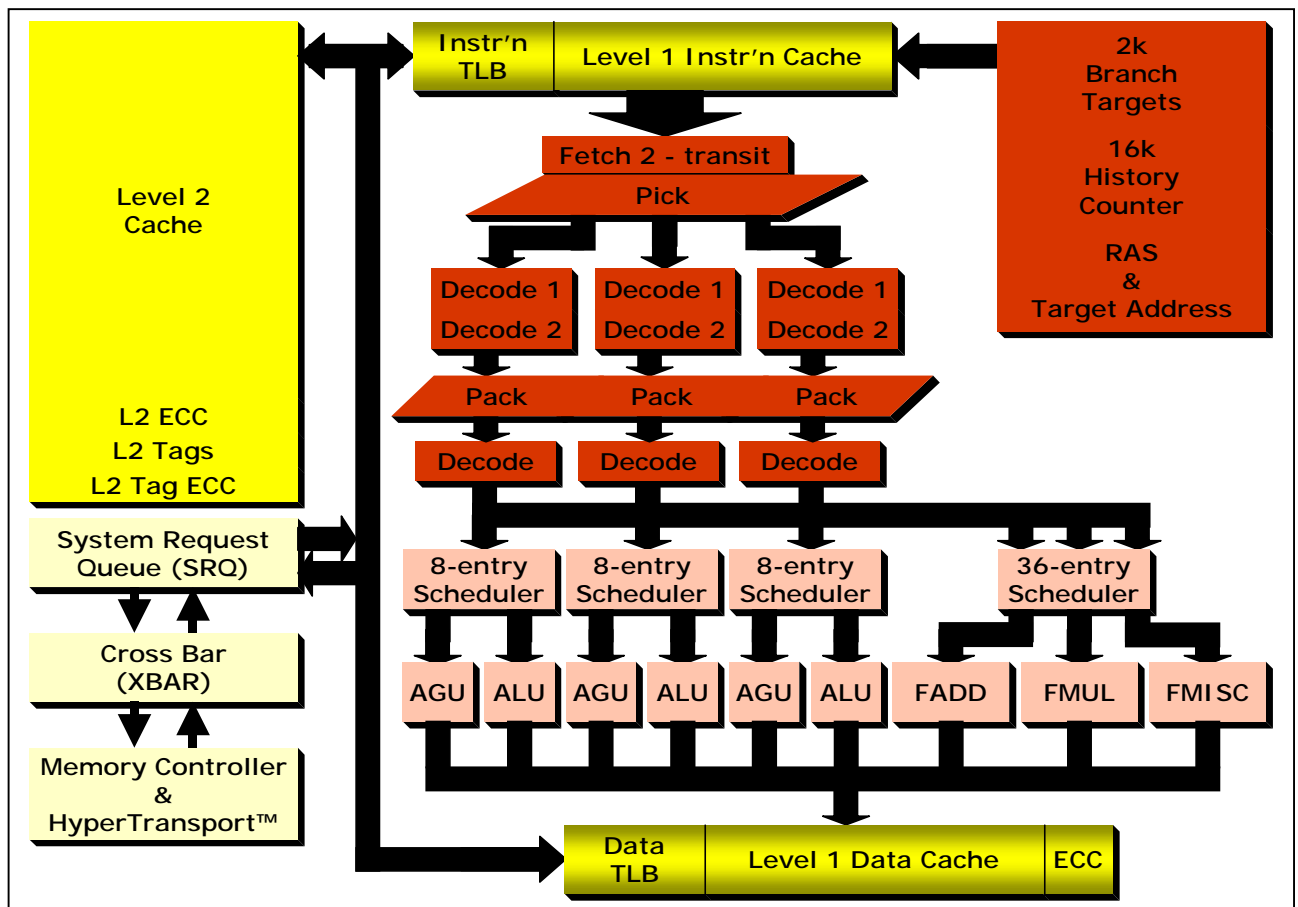 Instr'n
TLB
Level 1 Instr'n Cache
2k
Branch
Targets
16k
History
Counter
RAS
&
Target Address
Level 2
Cache
L2 ECC
L2 Tags
L2 Tag ECC
Fetch 2 - transit
Pick
Decode 1
Decode 2
Decode 1
Decode 2
Decode 1
Decode 2
Pack
Pack
Pack
Decode
Decode
Decode
System Request
Queue (SRQ)
Cross Bar
(XBAR)
Memory Controller
&
HyperTransport™
8-entry
Scheduler
8-entry
Scheduler
8-entry
Scheduler
36-entry
Scheduler
AGU
ALU
AGU
ALU
AGU
ALU
FADD
FMUL
FMISC
Data
TLB
Level 1 Data Cache
ECC